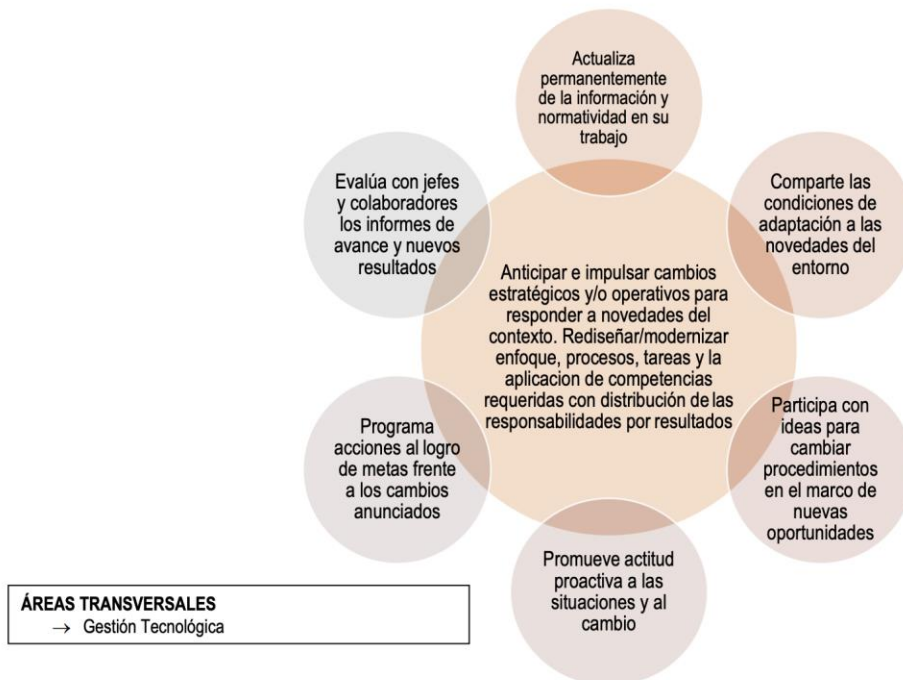 Actualiza
permanentemente
de la información y
normatividad en su
trabajo
Comparte las
condiciones de
adaptación a las
novedades del
entorno
Participa con
ideas para
cambiar
procedimientos
en el marco de
nuevas
oportunidades
Promueve actitud
proactiva a las
situaciones y al
cambio
Programa
acciones al logro
de metas frente
a los cambios
anunciados
Evalúa con jefes
y colaboradores
los informes de
avance y nuevos
resultados
Anticipar e impulsar cambios
estratégicos y/o operativos para
responder a novedades del
contexto. Rediseñar/modernizar
enfoque, procesos, tareas y la
aplicacion de competencias
requeridas con distribución de las
responsabilidades por resultados
ÁREAS TRANSVERSALES
→ Gestión Tecnológica